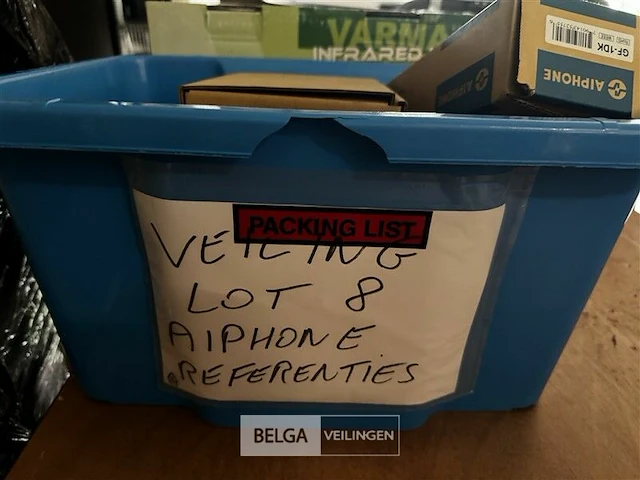 VARMA
INFRARED
GF-1DK
AIPHONE
AIPHONE
PACKING LIST
VEILING
LOT 8
AIPHONE
REFERENTIES
BELGA VEILINGEN